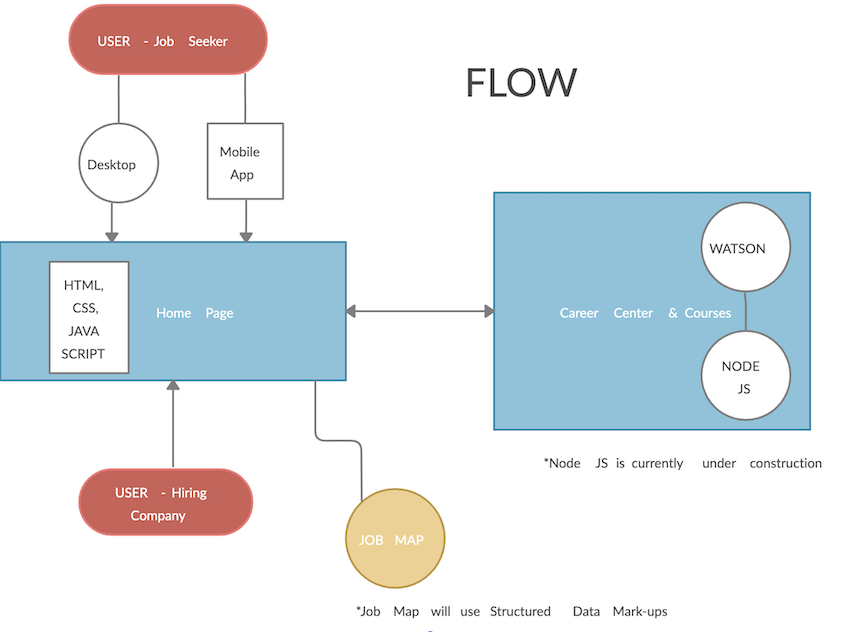 USER - Job Seeker
FLOW
Desktop
Mobile
App
WATSON
HTML,
CSS,
JAVA
SCRIPT
Home Page
Career Center & Courses
NODE
JS
*Node JS is currently under construction
USER - Hiring
Company
JOB MAP
*Job Map will use Structured Data Mark-ups